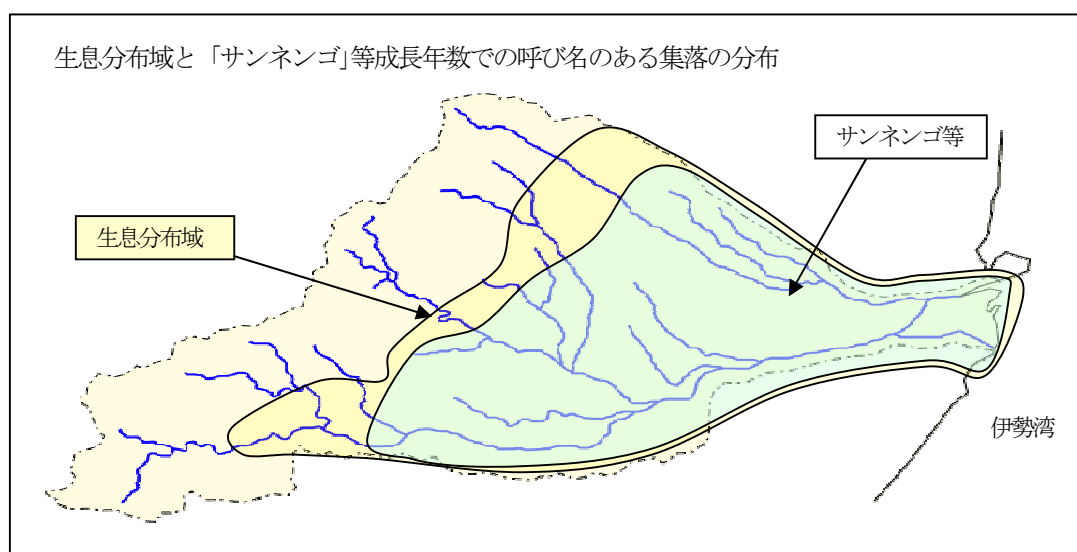 生息分布域と「サンネンゴ」等成長年数での呼び名のある集落の分布
サンネンゴ等
生息分布域
伊勢湾